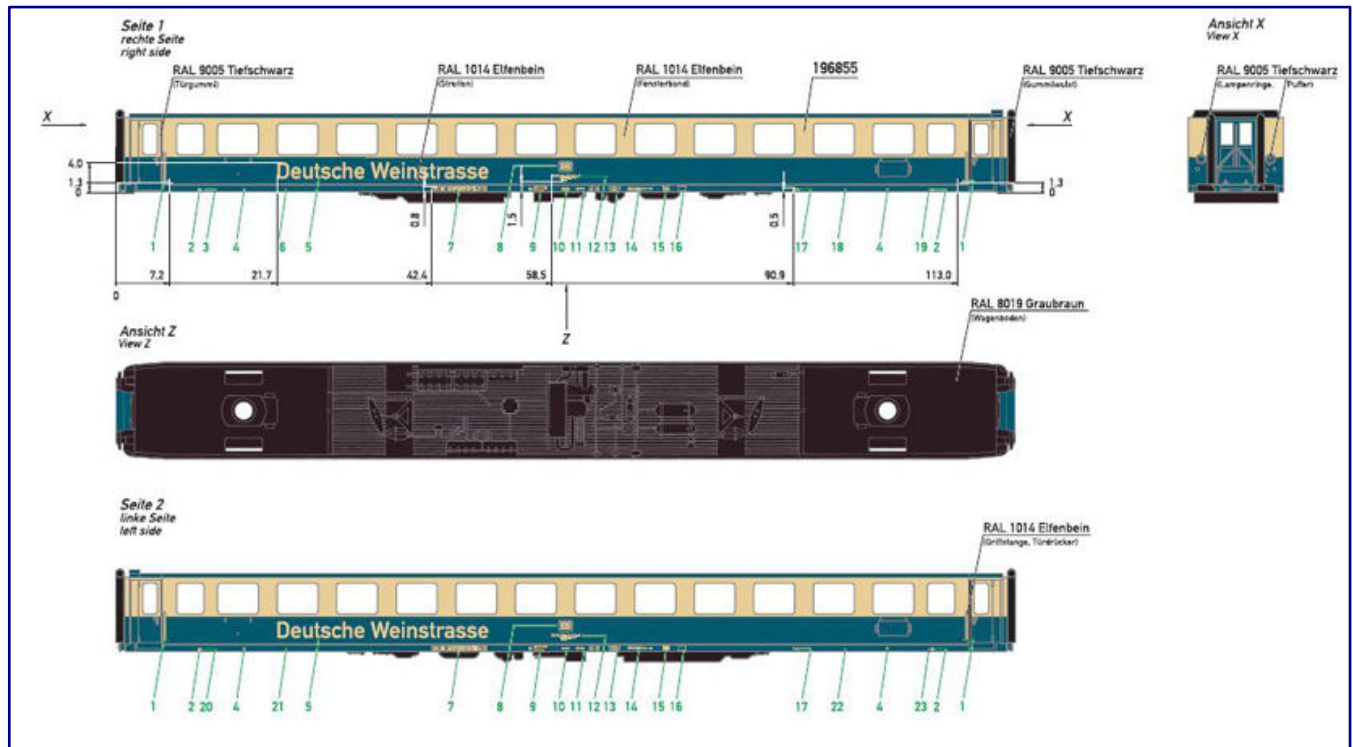 Seite 1
rechte Seite
right side
Ansicht X
View X
RAL 9005 Tiefschwarz
(Türgummi)
RAL 1014 Elfenbein
(Streifen)
RAL 1014 Elfenbein
(Fensterband)
196855
RAL 9005 Tiefschwarz
(Gummiwulst)
RAL 9005 Tiefschwarz
(Lampenringe, Puffer)
X
X
4.0
1.3
0
Deutsche Weinstrasse
1.3
0
0.8
1.5
0.5
1 2 3 4 6 5 7 8 9 10 11 12 13 14 15 16 17 18 4 19 2 1
0 7.2 21.7 42.4 58.5 90.9 113.0
Z
Ansicht Z
View Z
RAL 8019 Graubraun
(Wagenboden)
Seite 2
linke Seite
left side
RAL 1014 Elfenbein
(Griffstange, Türdrücker)
Deutsche Weinstrasse
1 2 20 4 21 5 7 8 9 10 11 12 13 14 15 16 17 22 4 23 2 1